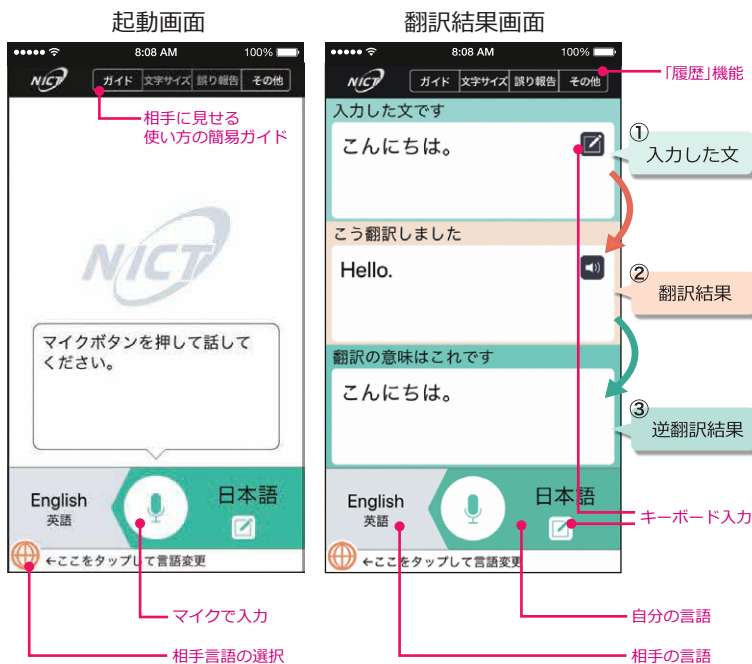 起動画面
8:08 AM
100%
NICT
ガイド
文字サイズ
誤り報告
その他
相手に見せる
使い方の簡易ガイド
NICT
マイクボタンを押して話して
ください。
English
英語
日本語
←ここをタップして言語変更
マイクで入力
相手言語の選択
翻訳結果画面
8:08 AM
100%
NICT
ガイド
文字サイズ
誤り報告
その他
「履歴」機能
入力した文です
こんにちは。
①
入力した文
こう翻訳しました
Hello.
②
翻訳結果
翻訳の意味はこれです
こんにちは。
③
逆翻訳結果
English
英語
日本語
キーボード入力
←ここをタップして言語変更
自分の言語
相手の言語